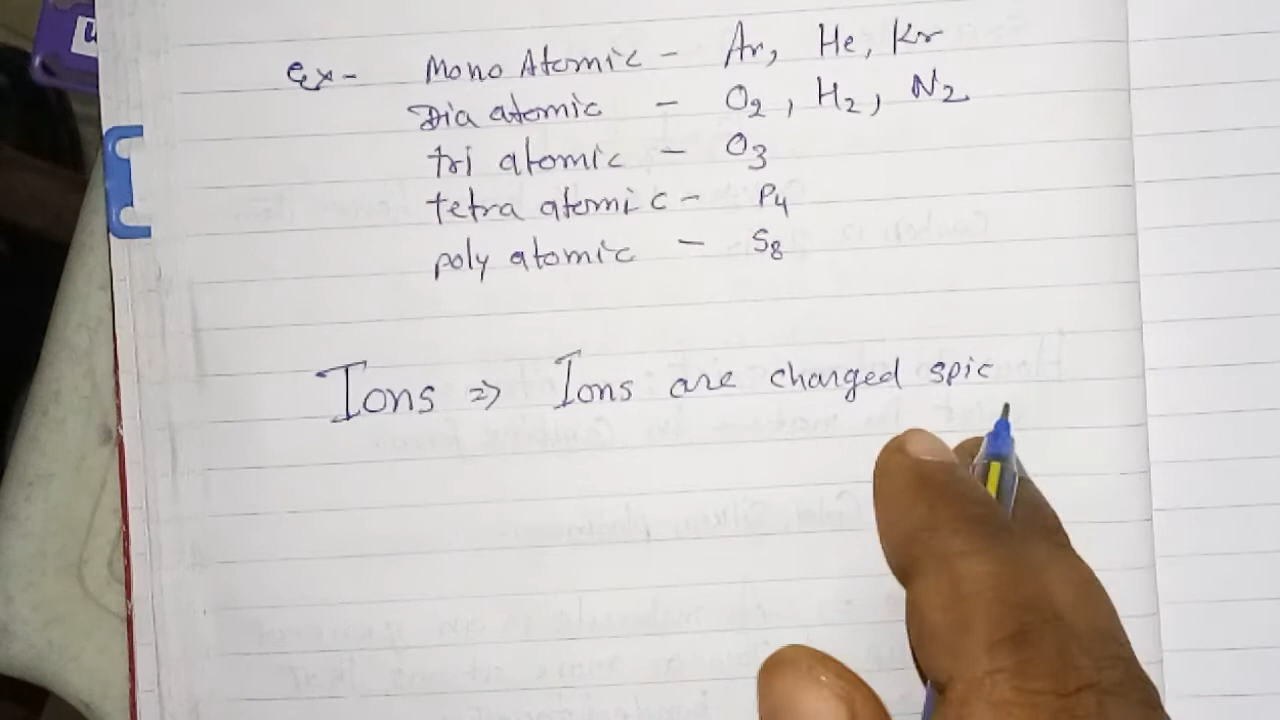 ex- Mono Atomic - Ar, He, Kr
Dia atomic - O2, H2, N2
tri atomic - O3
tetra atomic - P4
poly atomic - S8
Ions => Ions are charged spic